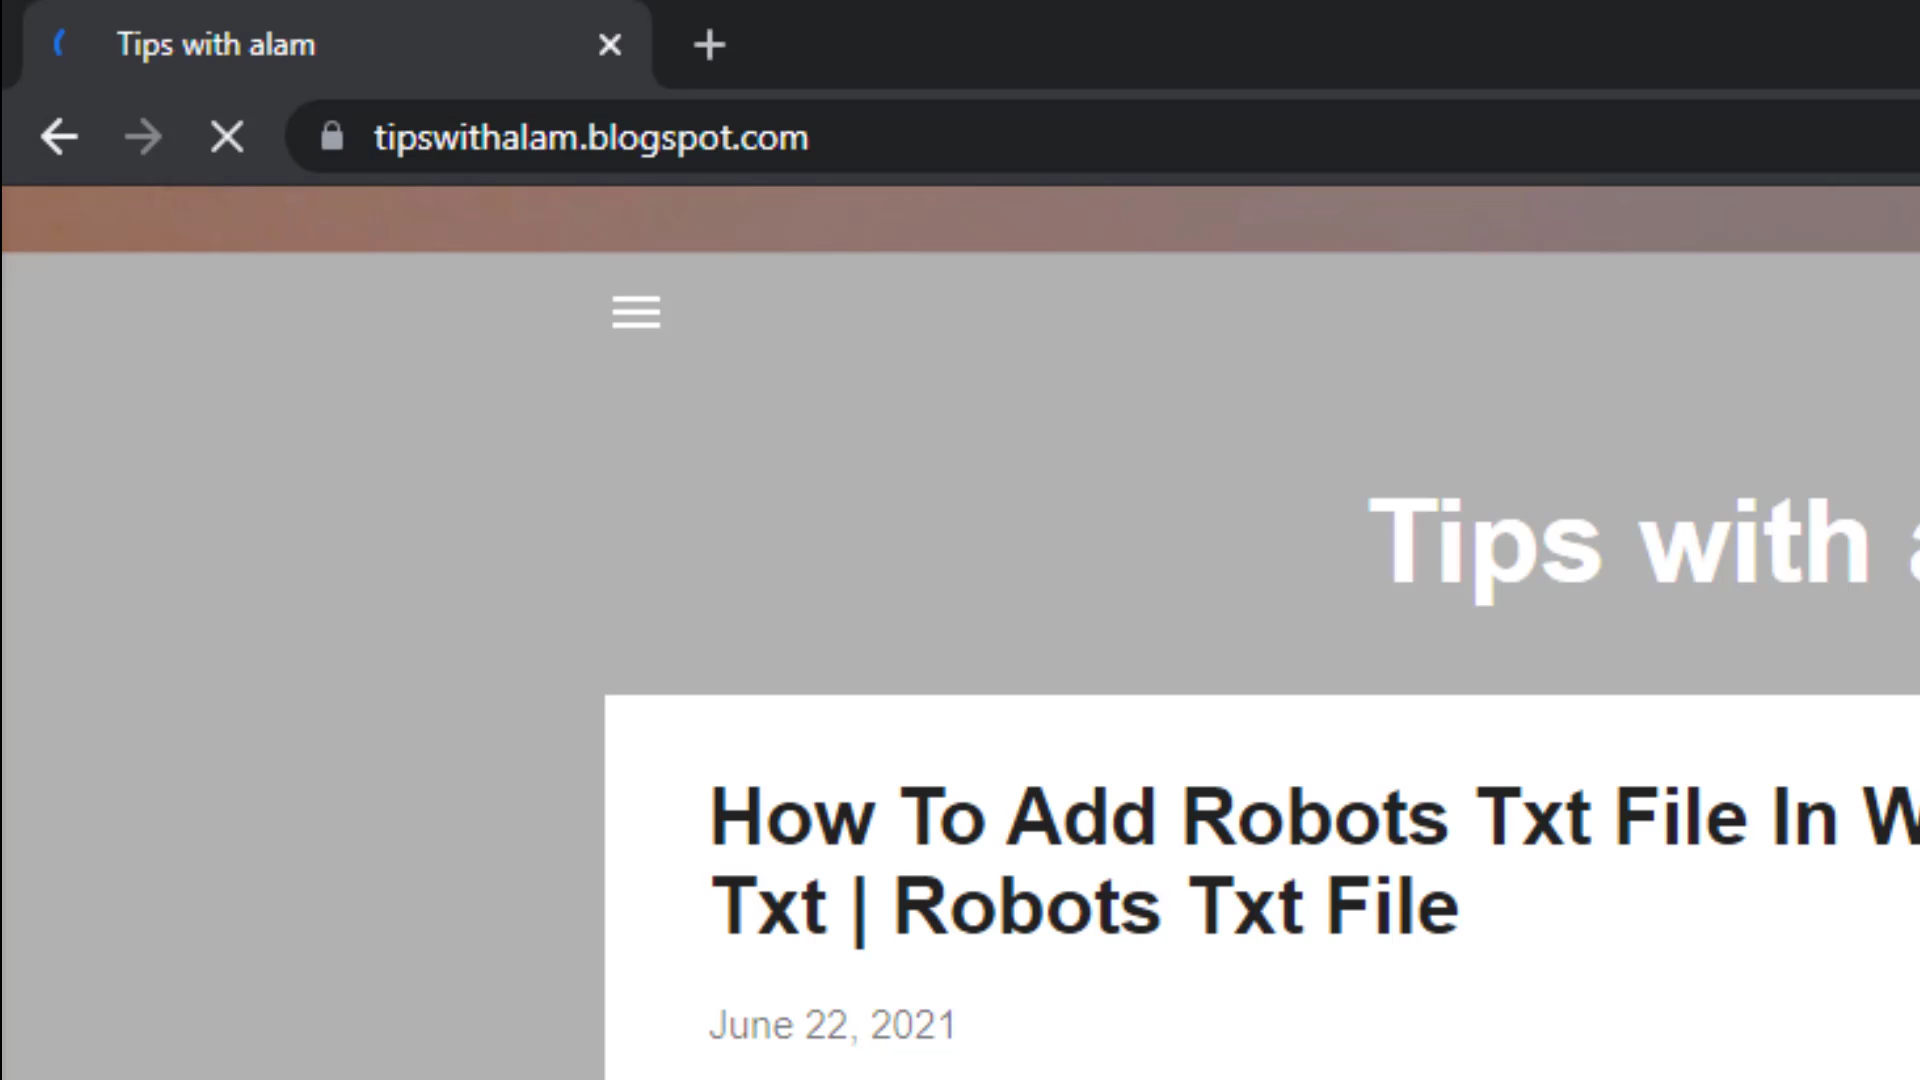 Tips with alam
tipswithalam.blogspot.com
Tips with
How To Add Robots Txt File In
Txt | Robots Txt File
June 22, 2021